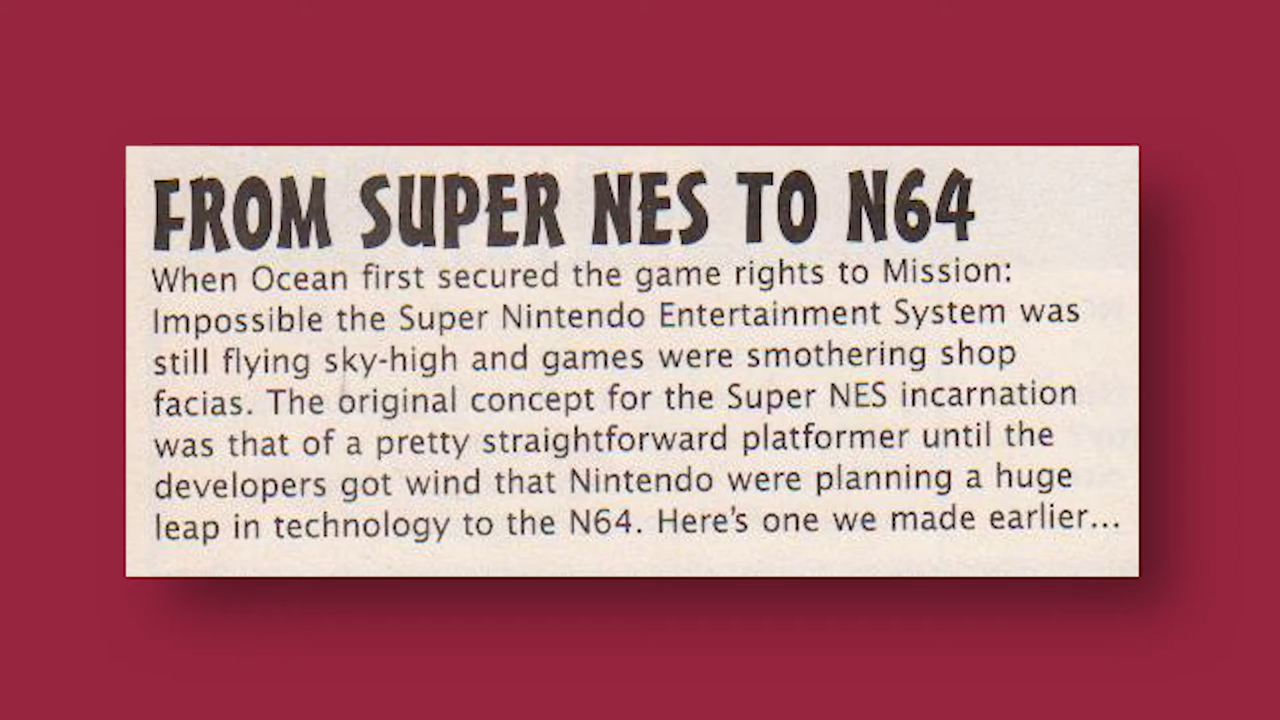 FROM SUPER NES TO N64
When Ocean first secured the game rights to Mission:
Impossible the Super Nintendo Entertainment System was
still flying sky-high and games were smothering shop
facias. The original concept for the Super NES incarnation
was that of a pretty straightforward platformer until the
developers got wind that Nintendo were planning a huge
leap in technology to the N64. Here's one we made earlier...